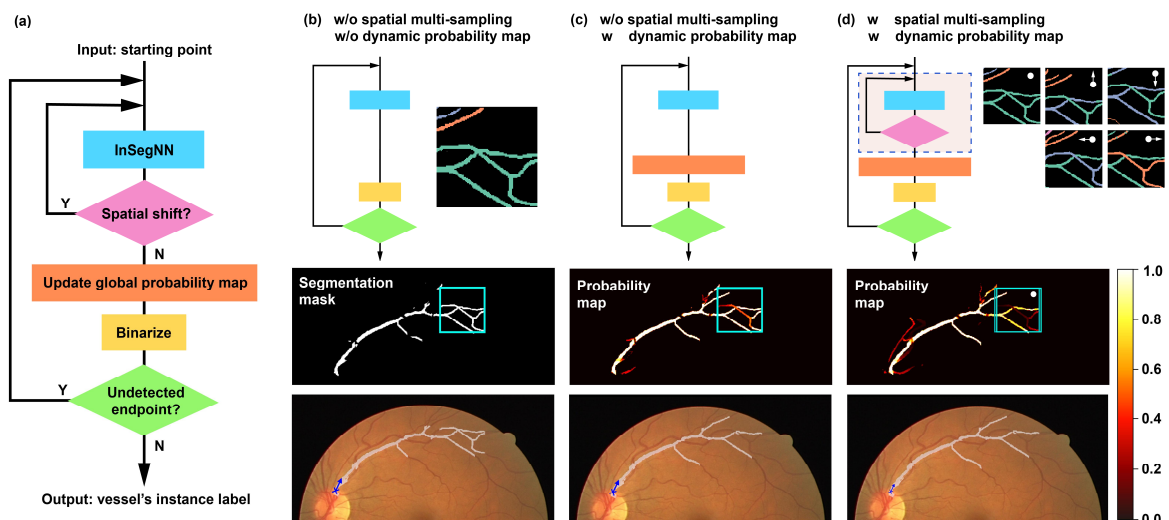 (a)
Input: starting point
InSegNN
Y
Spatial shift?
N
Update global probability map
Binarize
Y
Undetected
endpoint?
N
Output: vessel's instance label
(b) w/o spatial multi-sampling
w/o dynamic probability map
Segmentation
mask
(c) w/o spatial multi-sampling
w dynamic probability map
Probability
map
(d) w spatial multi-sampling
w dynamic probability map
Probability
map
1.0
0.8
0.6
0.4
0.2
0.0